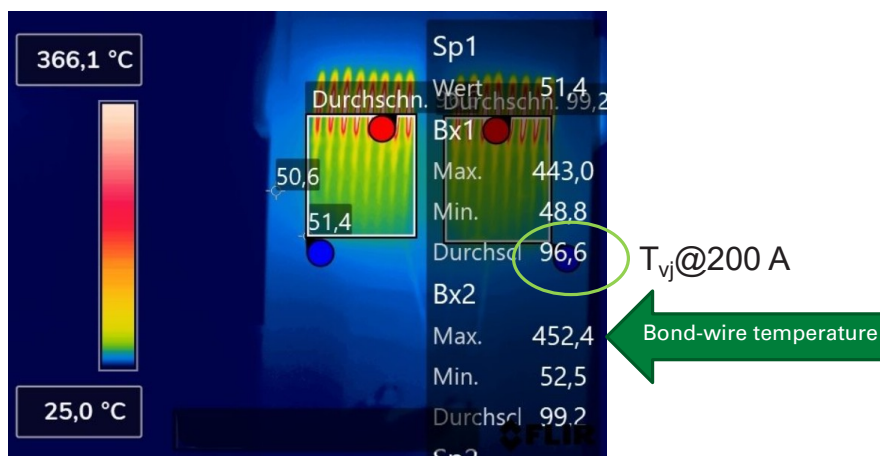 366,1 °C
25,0 °C
Durchschn.
Durchschn. 99,2
50,6
51,4
Sp1
Wert 51,4
Bx1
Max. 443,0
Min. 48,8
Durchscl 96,6
Bx2
Max. 452,4
Min. 52,5
Durchscl 99,2
FLIR
Tvj@200 A
Bond-wire temperature